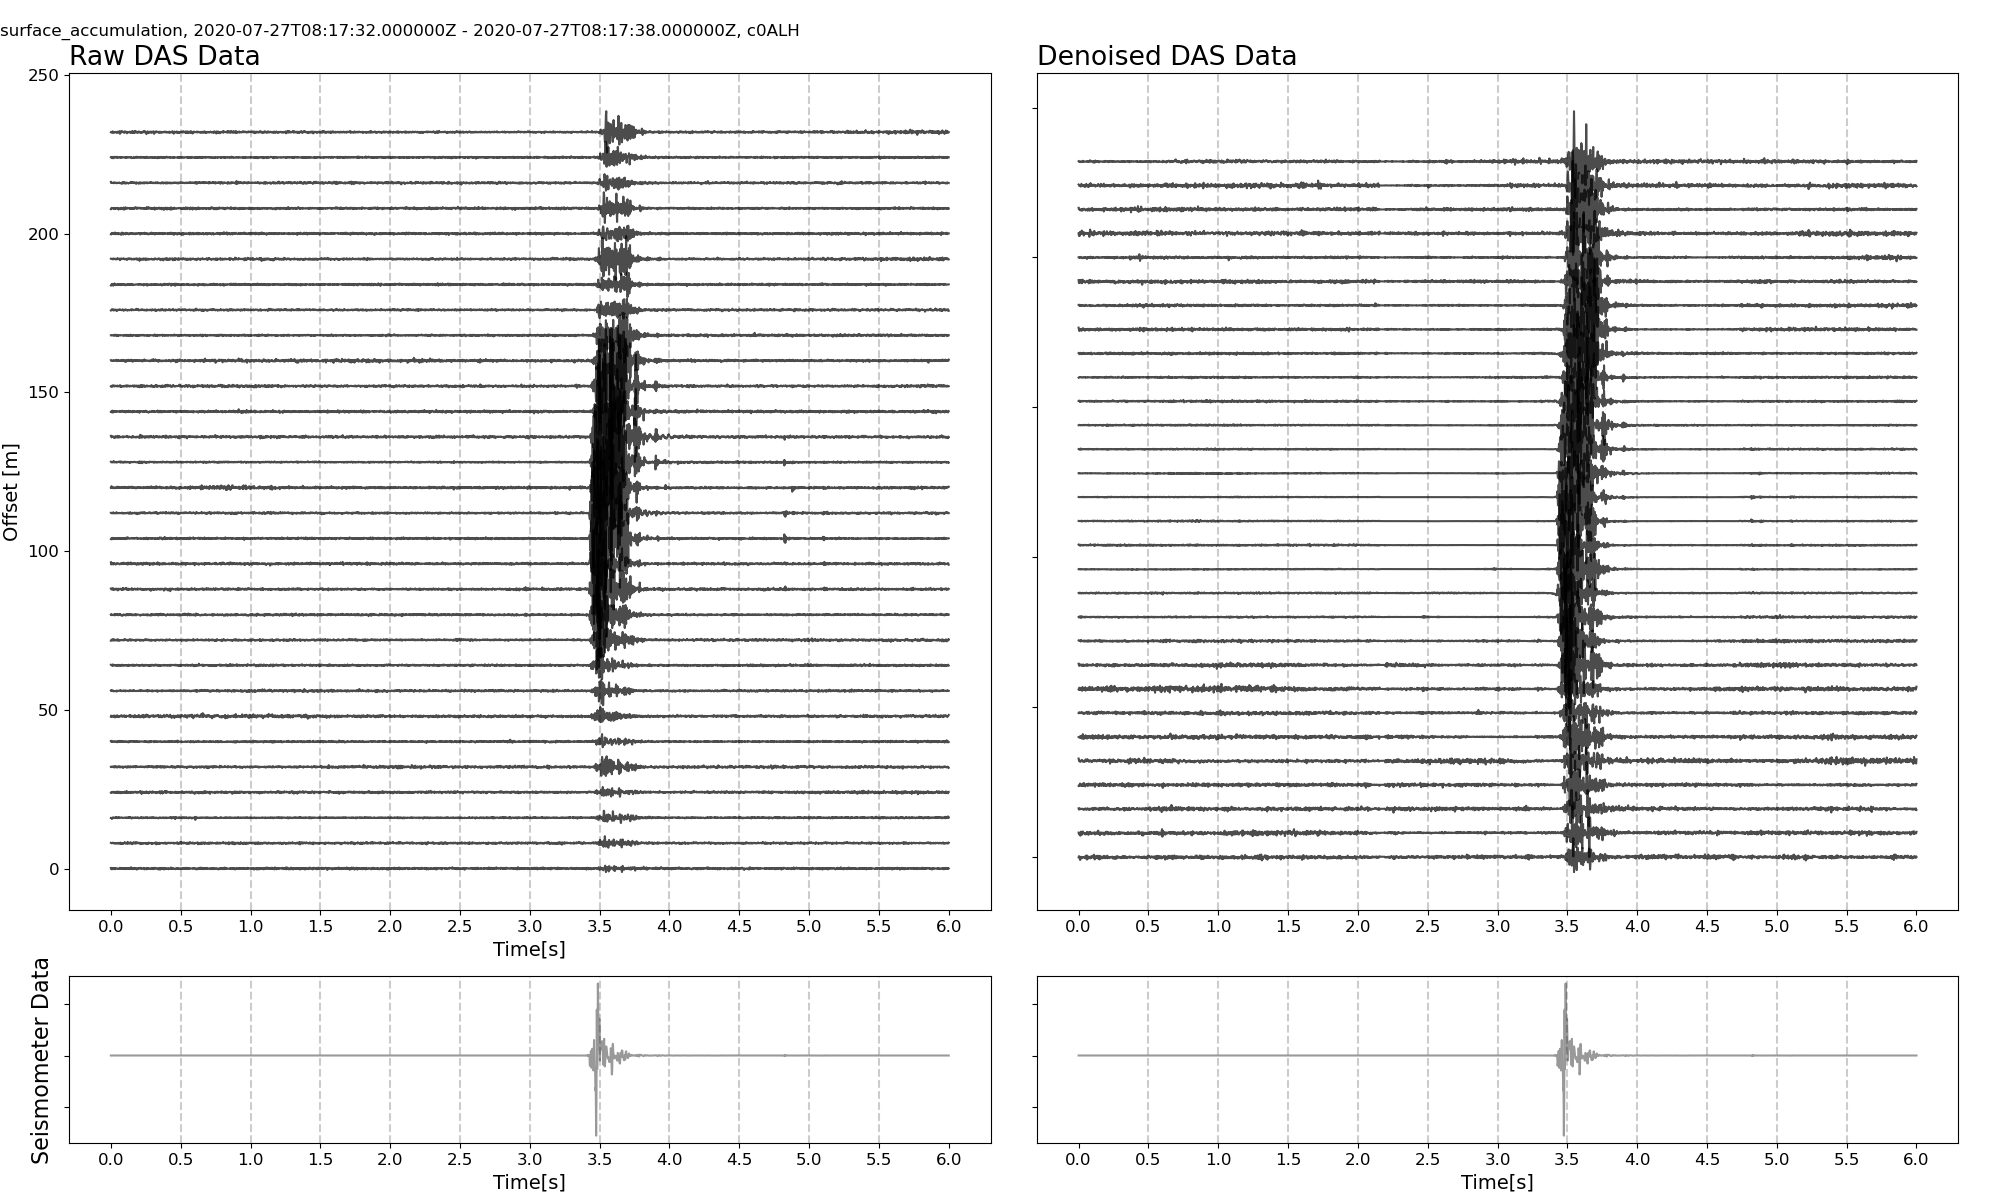 surface_accumulation, 2020-07-27T08:17:32.000000Z - 2020-07-27T08:17:38.000000Z, c0ALH
Raw DAS Data
Denoised DAS Data
Offset [m]
250
200
150
100
50
0
0.0 0.5 1.0 1.5 2.0 2.5 3.0 3.5 4.0 4.5 5.0 5.5 6.0
Time[s]
0.0 0.5 1.0 1.5 2.0 2.5 3.0 3.5 4.0 4.5 5.0 5.5 6.0
Seismometer Data
0.0 0.5 1.0 1.5 2.0 2.5 3.0 3.5 4.0 4.5 5.0 5.5 6.0
Time[s]
0.0 0.5 1.0 1.5 2.0 2.5 3.0 3.5 4.0 4.5 5.0 5.5 6.0
Time[s]